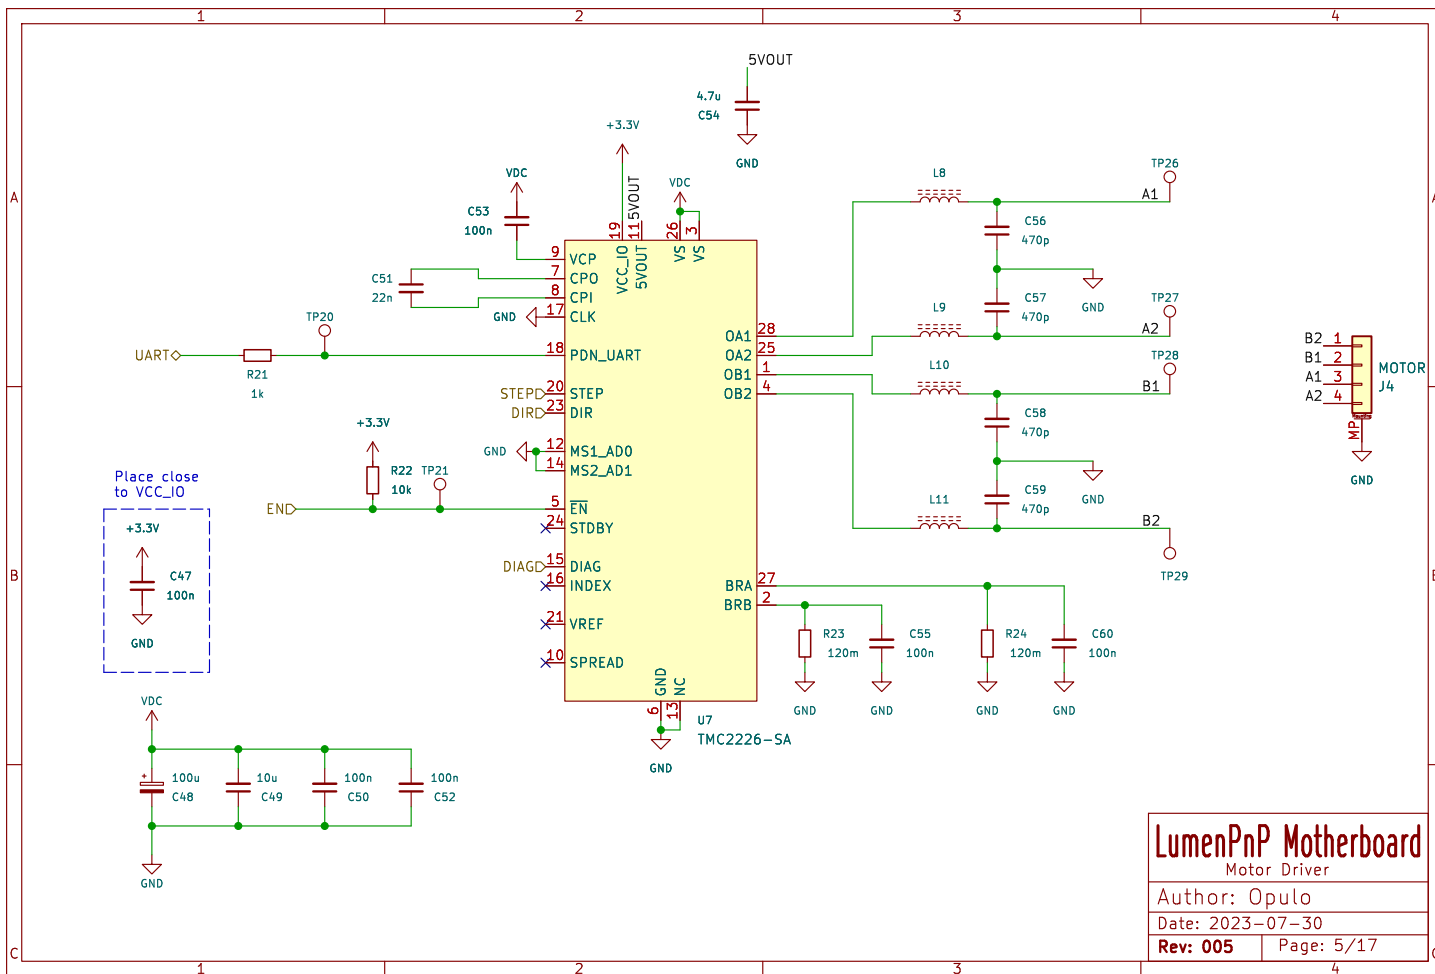 1 2 3 4
A
B
C
A
5VOUT
4.7u
C54
GND
+3.3V
5VOUT
VDC
C53
100n
VDC
19 11 26 3
VCC_IO 5VOUT VS VS
9 VCP
7 CPO
8 CPI
C51
22n
GND 17 CLK
TP20
UART
R21
1k
18 PDN_UART
STEP 20 STEP
DIR 23 DIR
+3.3V
GND
12 MS1_AD0
14 MS2_AD1
R22
10k
TP21
EN
5 EN
24 STDBY
DIAG 15 DIAG
16 INDEX
21 VREF
10 SPREAD
GND NC
6 13
GND
U7
TMC2226-SA
OA1 28
OA2 25
OB1 1
OB2 4
BRA 27
BRB 2
L8
TP26
A1
C56
470p
GND
C57
470p
L9
TP27
A2
L10
TP28
B1
C58
470p
GND
C59
470p
L11
B2
TP29
R23
120m
C55
100n
R24
120m
C60
100n
GND GND GND GND
B2 1
B1 2
A1 3
A2 4
MOTOR
J4
MP
GND
Place close
to VCC_IO
+3.3V
C47
100n
GND
VDC
100u
C48
10u
C49
100n
C50
100n
C52
GND
LumenPnP Motherboard
Motor Driver
Author: Opulo
Date: 2023-07-30
Rev: 005 Page: 5/17
1 2 3 4